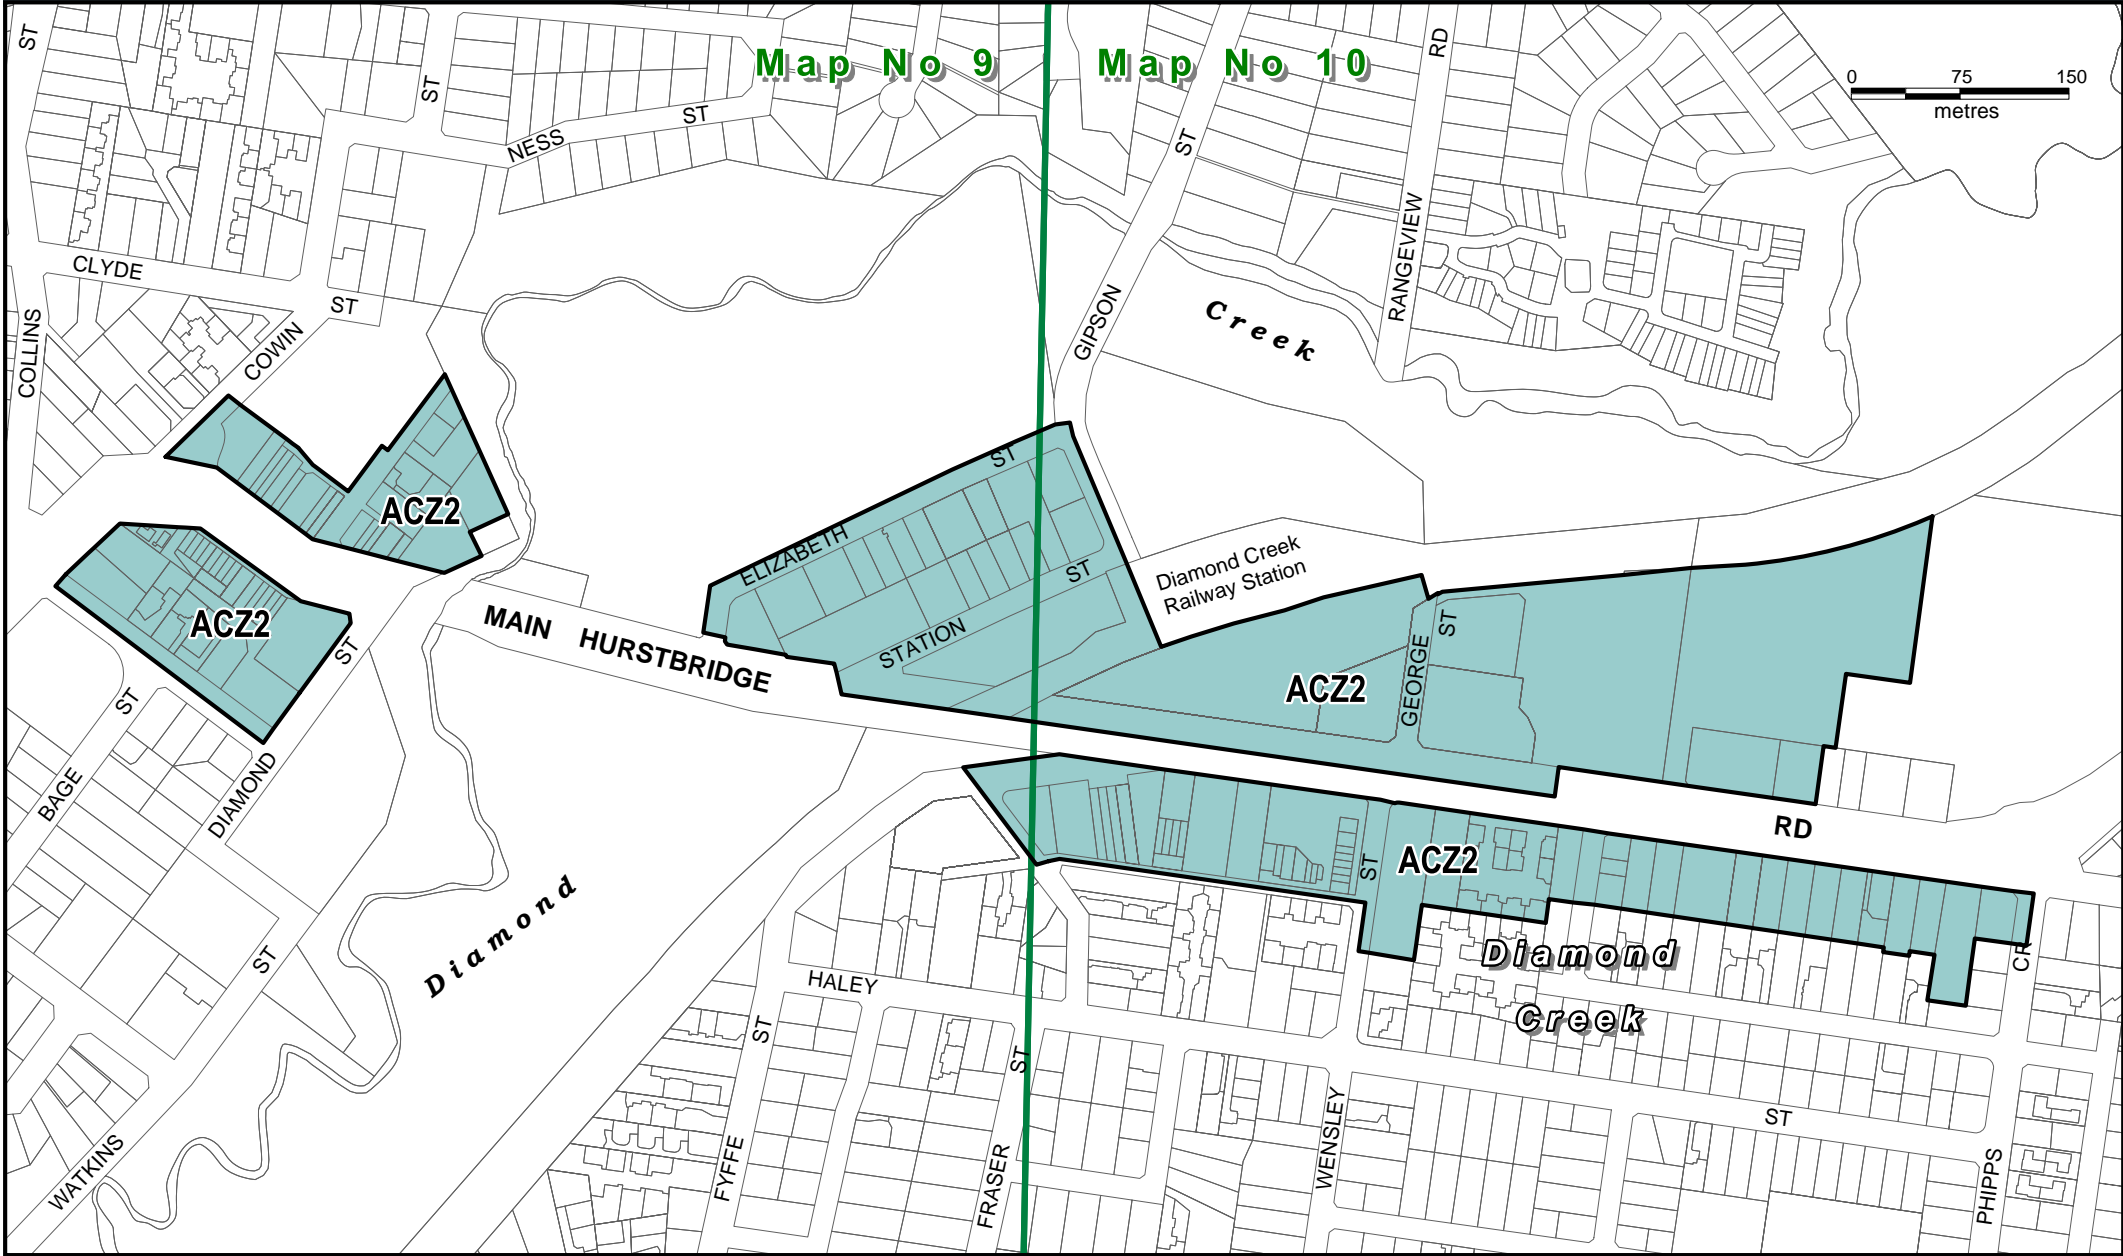 Map No 9
Map No 10
0 75 150
metres
ST
ST
ST
NESS
ST
RD
CLYDE
ST
COWIN
COLLINS
GIPSON
RANGEVIEW
Creek
ACZ2
ACZ2
ST
ELIZABETH
ST
STATION
Diamond Creek
Railway Station
MAIN HURSTBRIDGE
RD
ACZ2
GEORGE
ST
ACZ2
ST
ST
BAGE
ST
DIAMOND
ST
WATKINS
Diamond
Diamond
Creek
CR
HALEY
ST
FYFFE
ST
FRASER
WENSLEY
ST
PHIPPS